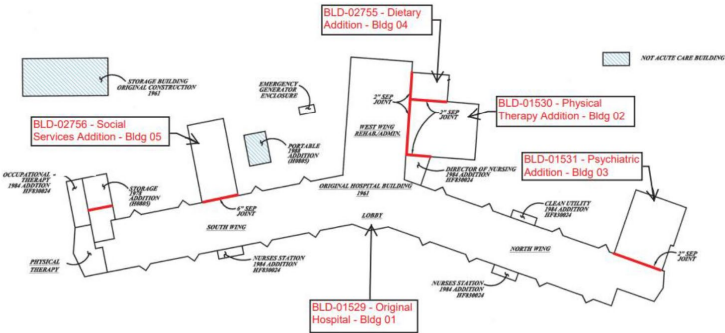 BLD-02755 - Dietary
Addition - Bldg 04
NOT ACUTE CARE BUILDING
STORAGE BUILDING
ORIGINAL CONSTRUCTION
1961
EMERGENCY
GENERATOR
ENCLOSURE
2" SEP
JOINT
2" SEP
JOINT
BLD-01530 - Physical
Therapy Addition - Bldg 02
BLD-02756 - Social
Services Addition - Bldg 05
WEST WING
REHAB./ADMIN.
PORTABLE
1988
ADDITION
(H0805)
BLD-01531 - Psychiatric
Addition - Bldg 03
DIRECTOR OF NURSING
1984 ADDITION
HF830024
OCCUPATIONAL
THERAPY
1984 ADDITION
HF830024
STORAGE
1978
ADDITION
(H0805)
ORIGINAL HOSPITAL BUILDING
1961
6" SEP
JOINT
CLEAN UTILITY
1984 ADDITION
HF830024
LOBBY
SOUTH WING
NORTH WING
2" SEP
JOINT
PHYSICAL
THERAPY
NURSES STATION
1984 ADDITION
HF830024
NURSES STATION
1984 ADDITION
HF830024
BLD-01529 - Original
Hospital - Bldg 01